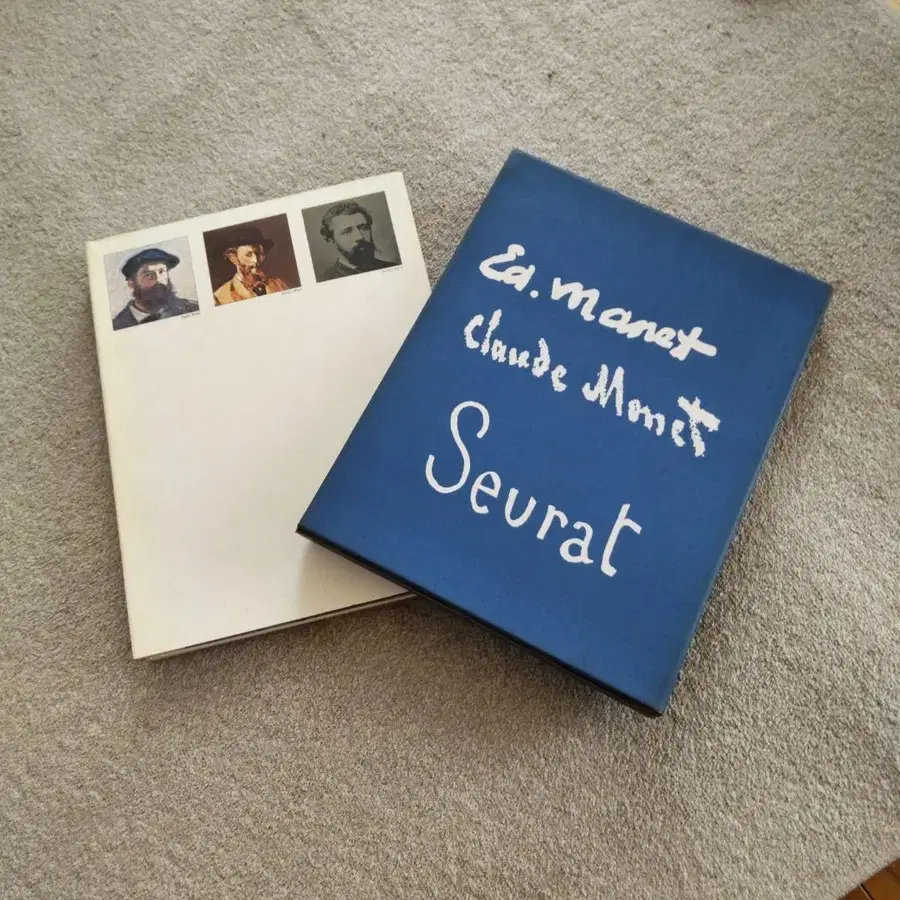 Ed. Manet
Claude Monet
Seurat